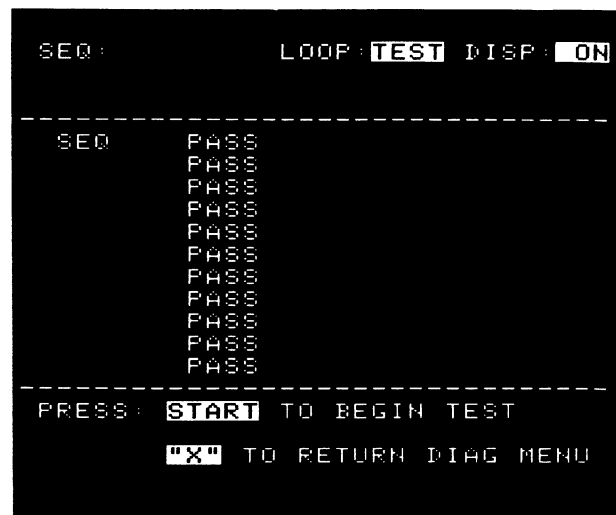 SEQ: LOOP:TEST DISP: ON
SEQ PASS
PASS
PASS
PASS
PASS
PASS
PASS
PASS
PASS
PASS
PASS
PRESS: START TO BEGIN TEST
"X" TO RETURN DIAG MENU